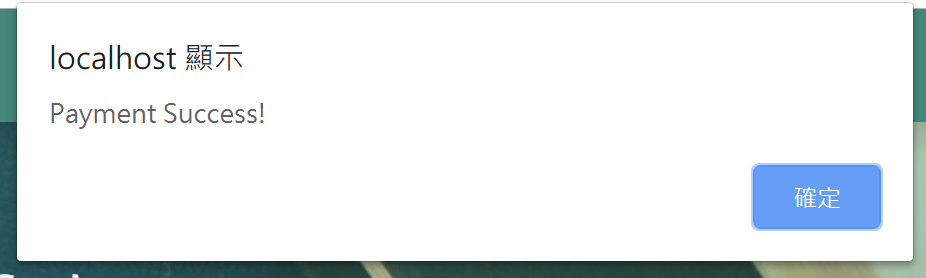 localhost 顯示
Payment Success!
確定